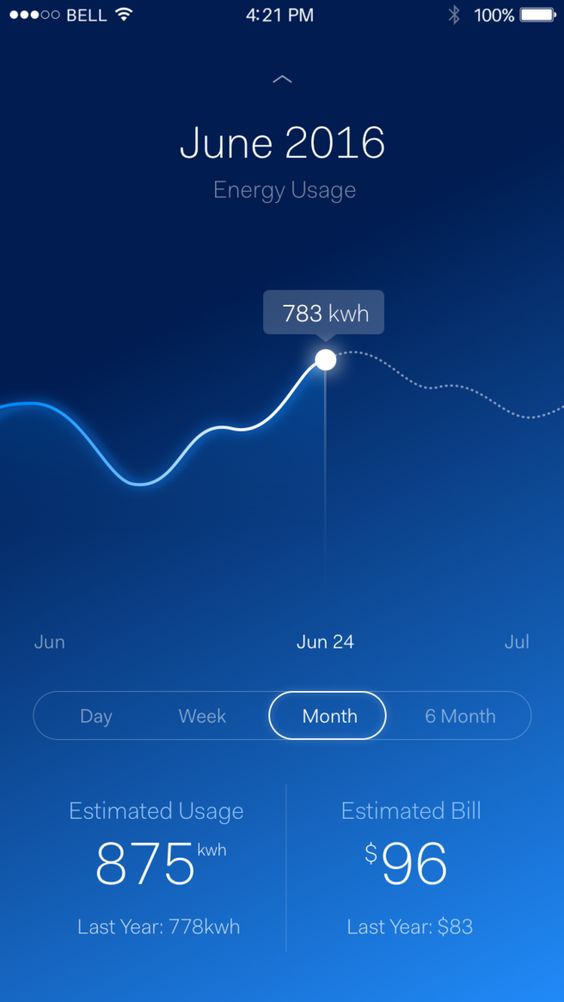 BELL 4:21 PM 100%
June 2016
Energy Usage
783 kwh
Jun Jun 24 Jul
Day Week Month 6 Month
Estimated Usage Estimated Bill
875 kwh $96
Last Year: 778kwh Last Year: $83